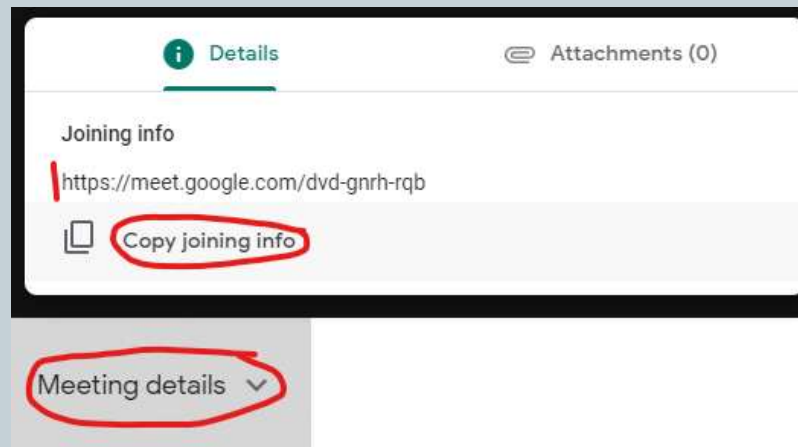 Details
Attachments (0)
Joining info
https://meet.google.com/dvd-gnrh-rqb
Copy joining info
Meeting details